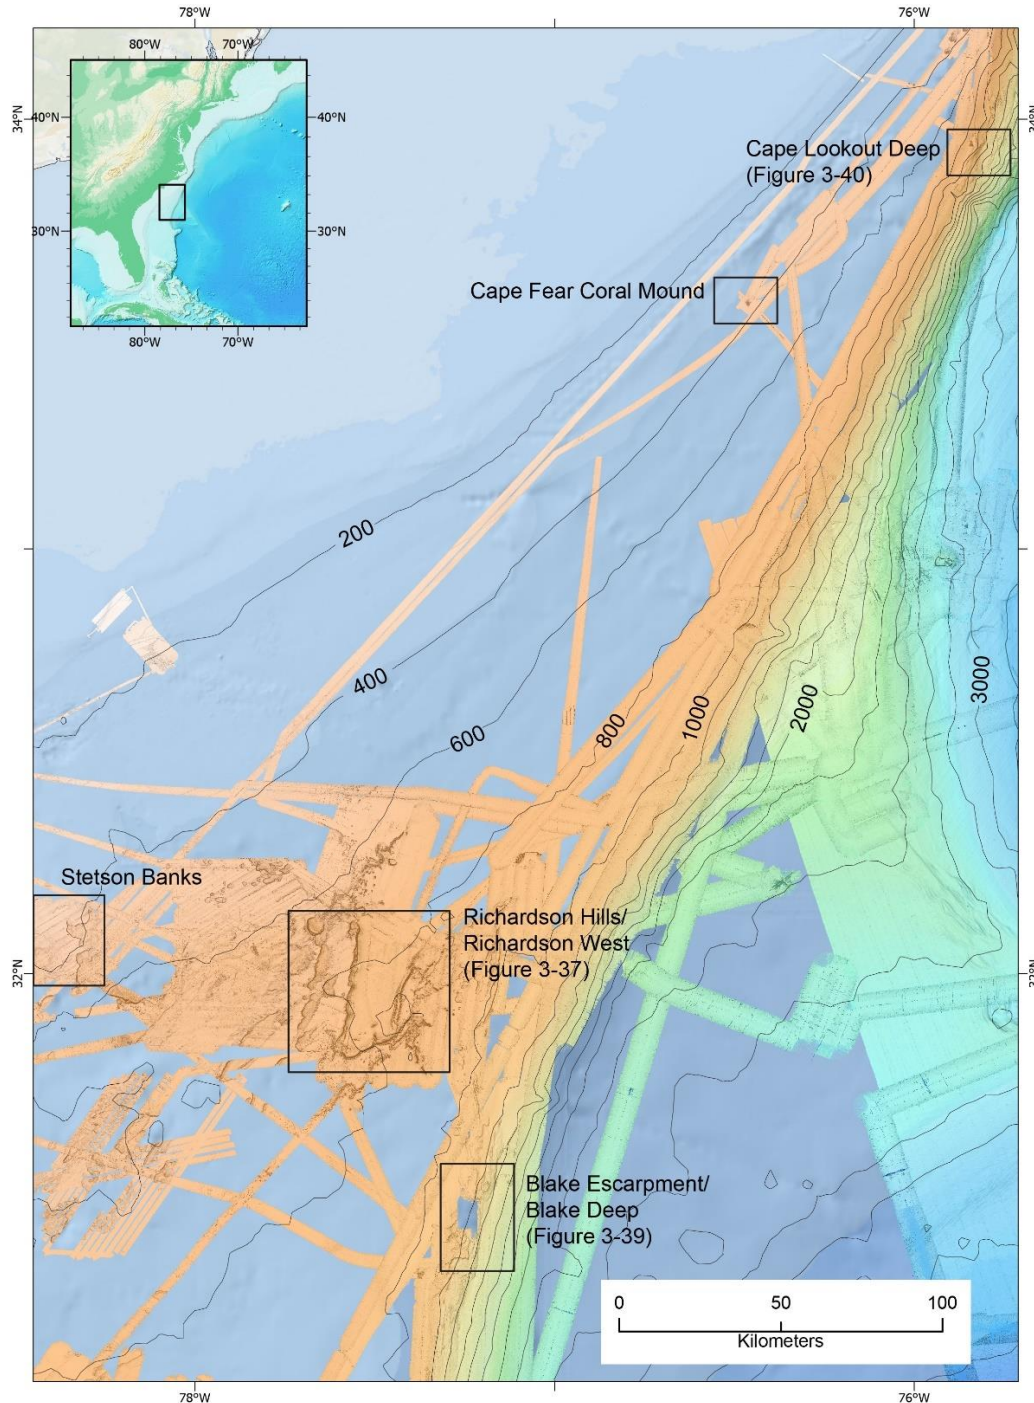 78°W
76°W
80°W
70°W
40°N
40°N
30°N
30°N
80°W
70°W
34°N
34°N
Cape Lookout Deep
(Figure 3-40)
Cape Fear Coral Mound
200
400
600
800
1000
2000
3000
Stetson Banks
Richardson Hills/
Richardson West
(Figure 3-37)
32°N
32°N
Blake Escarpment/
Blake Deep
(Figure 3-39)
0 50 100
Kilometers
78°W
76°W